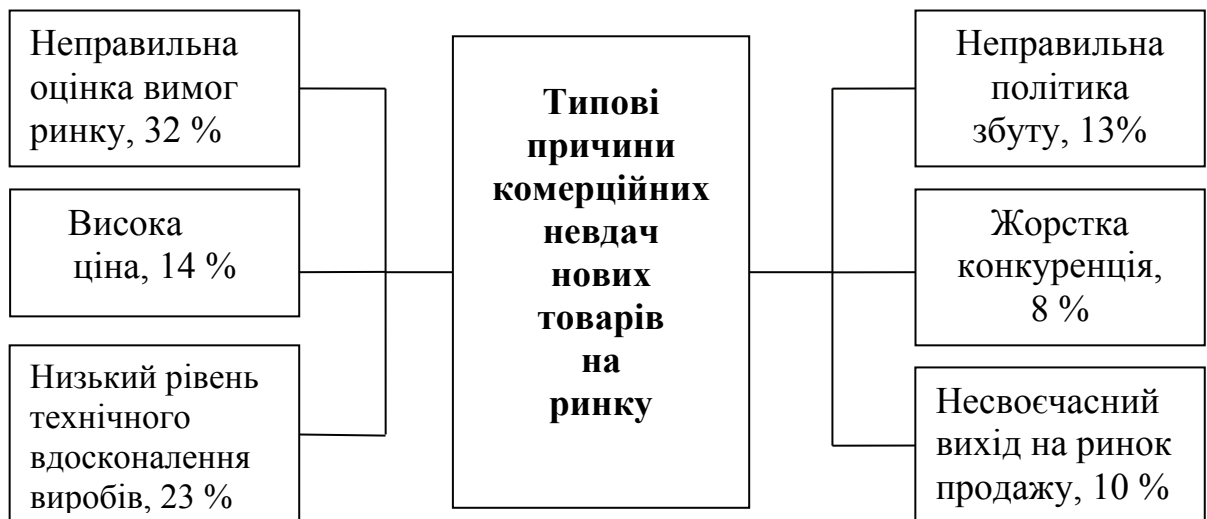 Неправильна
оцінка вимог
ринку, 32 %
Висока
ціна, 14 %
Низький рівень
технічного
вдосконалення
виробів, 23 %
Типові
причини
комерційних
невдач
нових
товарів
на
ринку
Неправильна
політика
збуту, 13%
Жорстка
конкуренція,
8 %
Несвоєчасний
вихід на ринок
продажу, 10 %